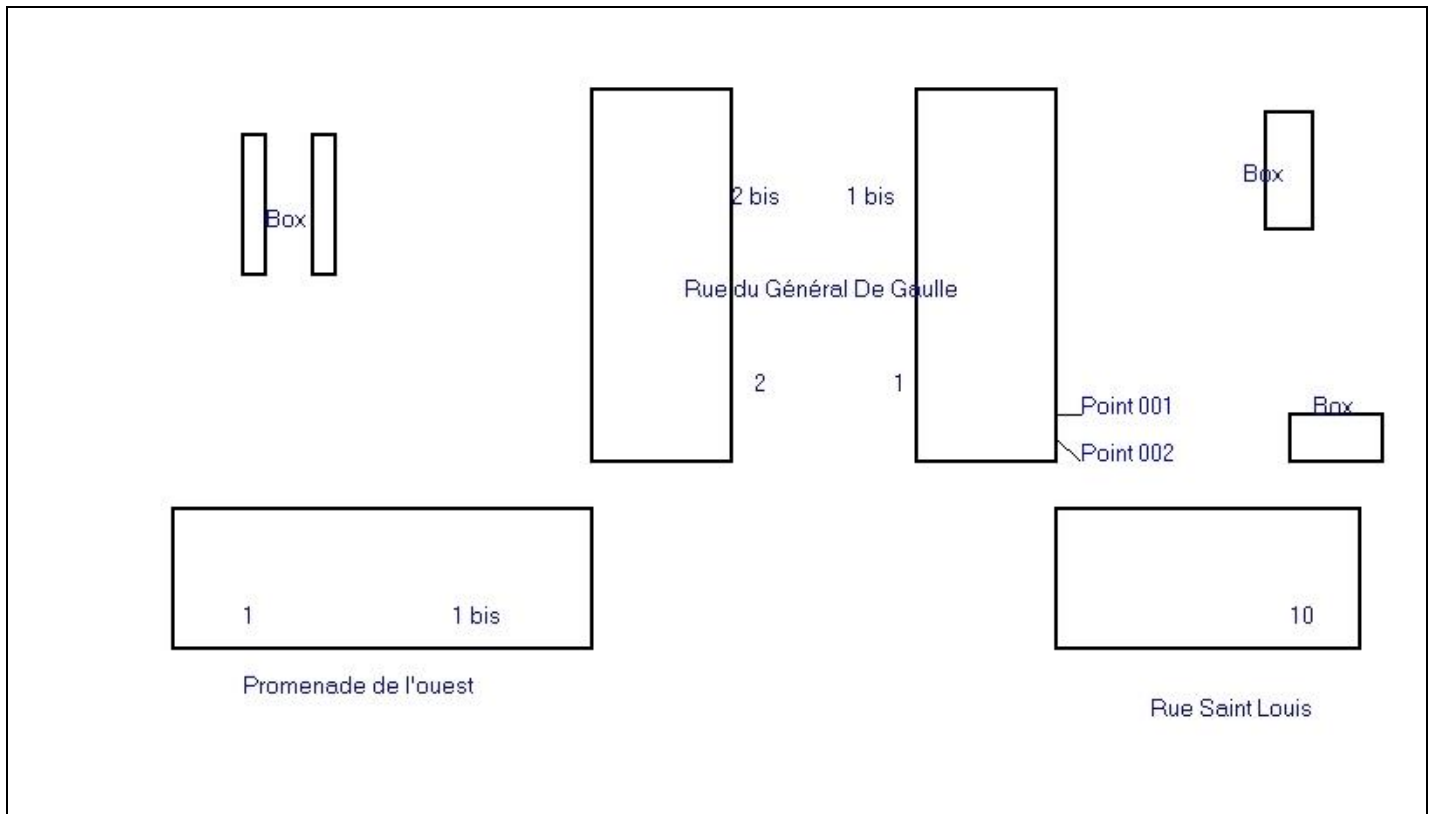 Box
2 bis
1 bis
Box
Rue du Général De Gaulle
2
1
Point 001
Box
Point 002
1
1 bis
10
Promenade de l'ouest
Rue Saint Louis